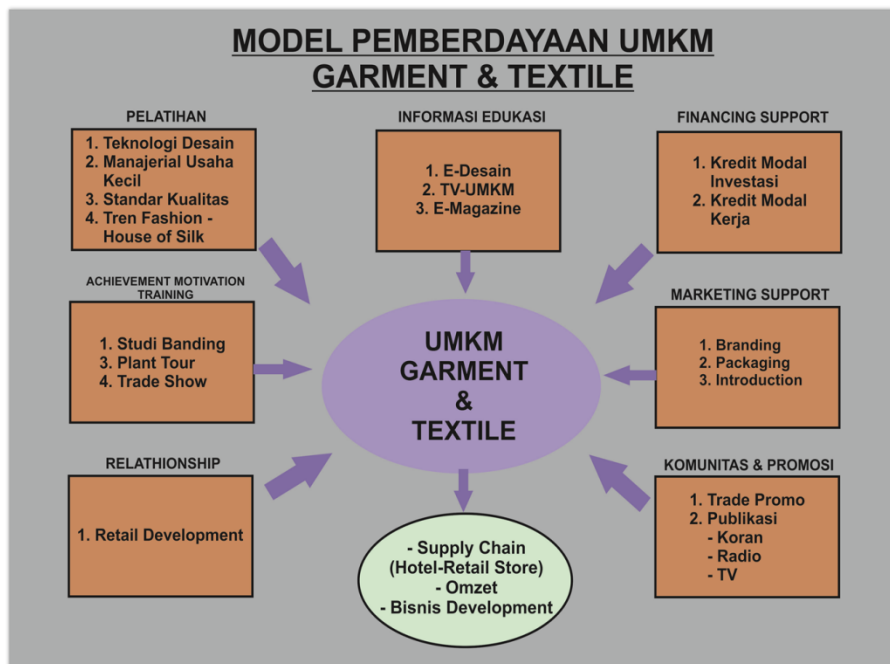 MODEL PEMBERDAYAAN UMKM
GARMENT & TEXTILE
PELATIHAN
1. Teknologi Desain
2. Manajerial Usaha
Kecil
3. Standar Kualitas
4. Tren Fashion -
House of Silk
INFORMASI EDUKASI
1. E-Desain
2. TV-UMKM
3. E-Magazine
FINANCING SUPPORT
1. Kredit Modal
Investasi
2. Kredit Modal
Kerja
ACHIEVEMENT MOTIVATION
TRAINING
1. Studi Banding
3. Plant Tour
4. Trade Show
UMKM
GARMENT
&
TEXTILE
MARKETING SUPPORT
1. Branding
2. Packaging
3. Introduction
RELATHIONSHIP
1. Retail Development
KOMUNITAS & PROMOSI
1. Trade Promo
2. Publikasi
- Koran
- Radio
- TV
- Supply Chain
(Hotel-Retail Store)
- Omzet
- Bisnis Development